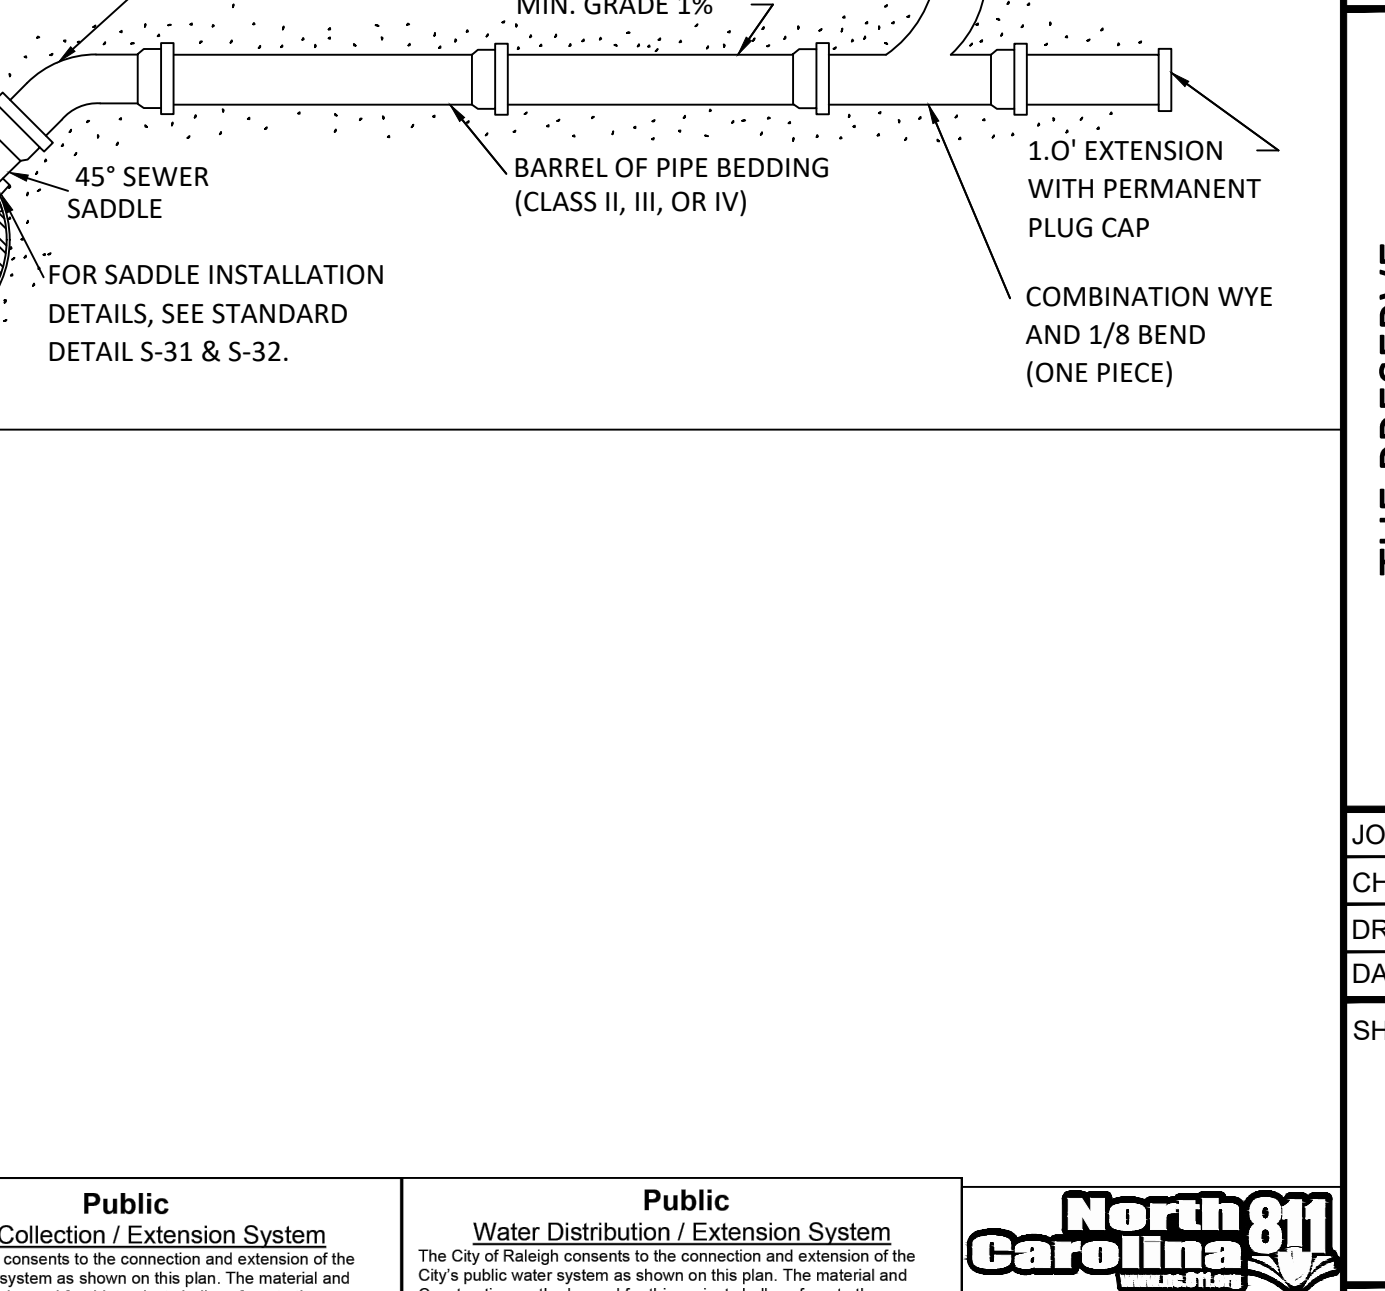 MIN. GRADE 1%
45° SEWER
SADDLE
FOR SADDLE INSTALLATION
DETAILS, SEE STANDARD
DETAIL S-31 & S-32.
BARREL OF PIPE BEDDING
(CLASS II, III, OR IV)
1.O' EXTENSION
WITH PERMANENT
PLUG CAP
COMBINATION WYE
AND 1/8 BEND
(ONE PIECE)
JO
CH
DR
DA
SH
Public
Collection / Extension System
consents to the connection and extension of the
system as shown on this plan. The material and
Public
Water Distribution / Extension System
The City of Raleigh consents to the connection and extension of the
City's public water system as shown on this plan. The material and
North 811
Carolina
www.nc811.org